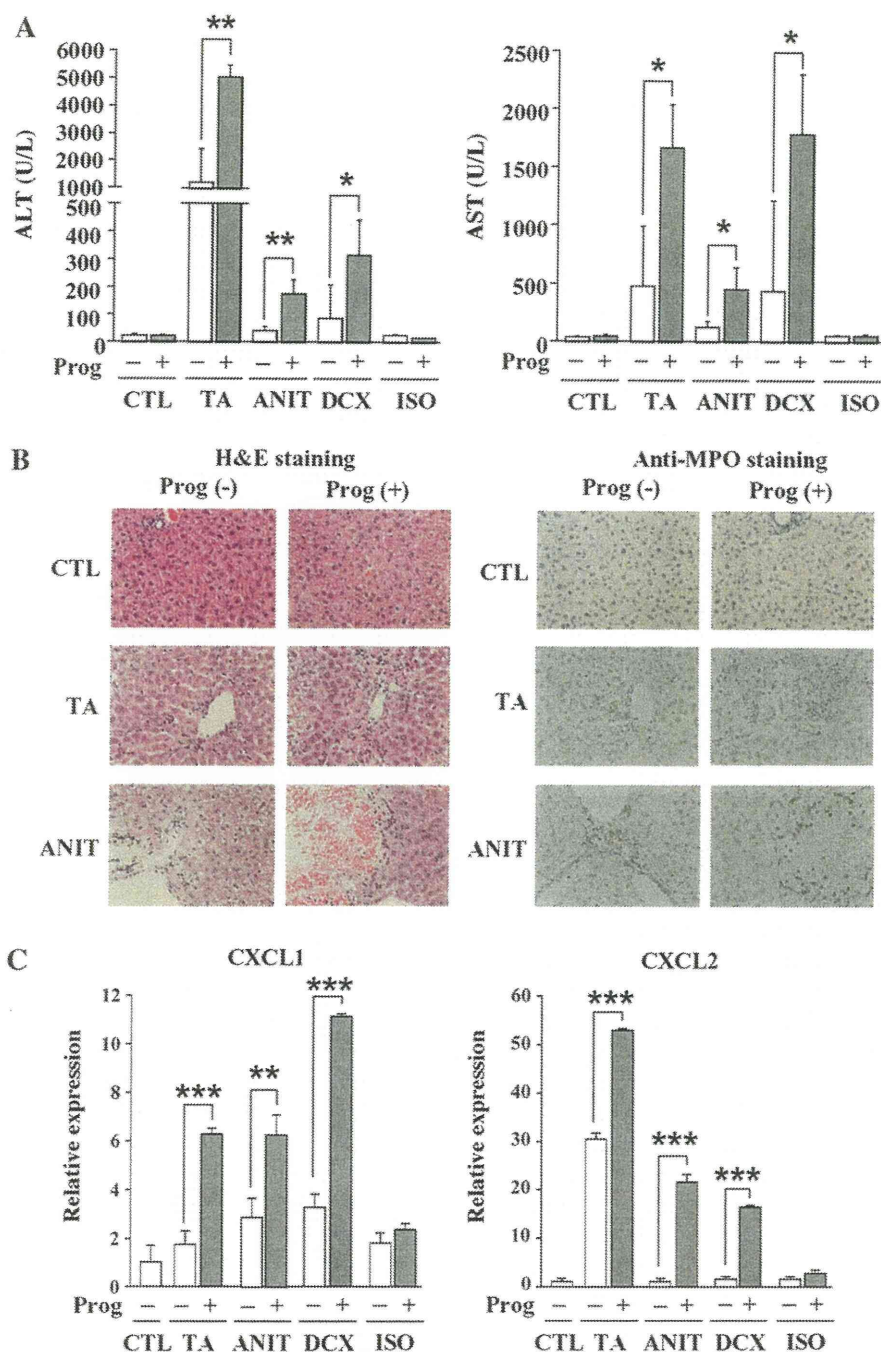 A
ALT (U/L)
6000
5000
4000
3000
2000
1000
500
400
300
200
100
0
**
**
*
Prog − + − + − + − + − +
CTL TA ANIT DCX ISO
AST (U/L)
2500
2000
1500
1000
500
0
*
*
*
Prog − + − + − + − + − +
CTL TA ANIT DCX ISO
B
H&E staining
Prog (-) Prog (+)
CTL
TA
ANIT
Anti-MPO staining
Prog (-) Prog (+)
CTL
TA
ANIT
C
CXCL1
Relative expression
12
10
8
6
4
2
0
***
**
***
Prog − − + − + − + − +
CTL TA ANIT DCX ISO
CXCL2
Relative expression
60
50
40
30
20
10
0
***
***
***
Prog − − + − + − + − +
CTL TA ANIT DCX ISO